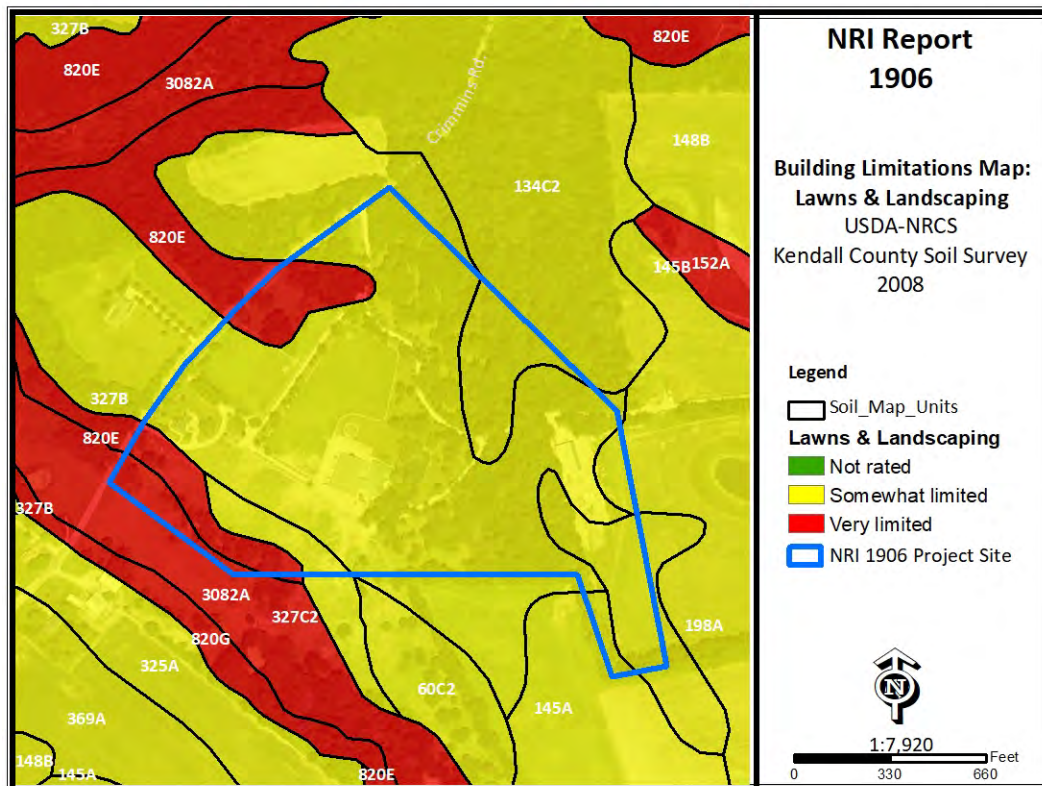 327B
820E
820E
3082A
Crimmins Rd.
148B
134C2
820E
145B
152A
327B
820E
327B
3082A
327C2
820G
198A
325A
60C2
145A
369A
148B
145A
820E
NRI Report
1906
Building Limitations Map:
Lawns & Landscaping
USDA-NRCS
Kendall County Soil Survey
2008
Legend
Soil_Map_Units
Lawns & Landscaping
Not rated
Somewhat limited
Very limited
NRI 1906 Project Site
N
1:7,920
Feet
0 330 660